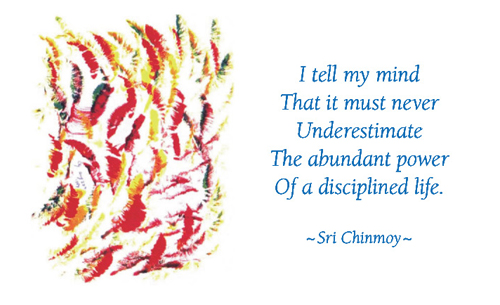 I tell my mind
That it must never
Underestimate
The abundant power
Of a disciplined life.
~Sri Chinmoy~